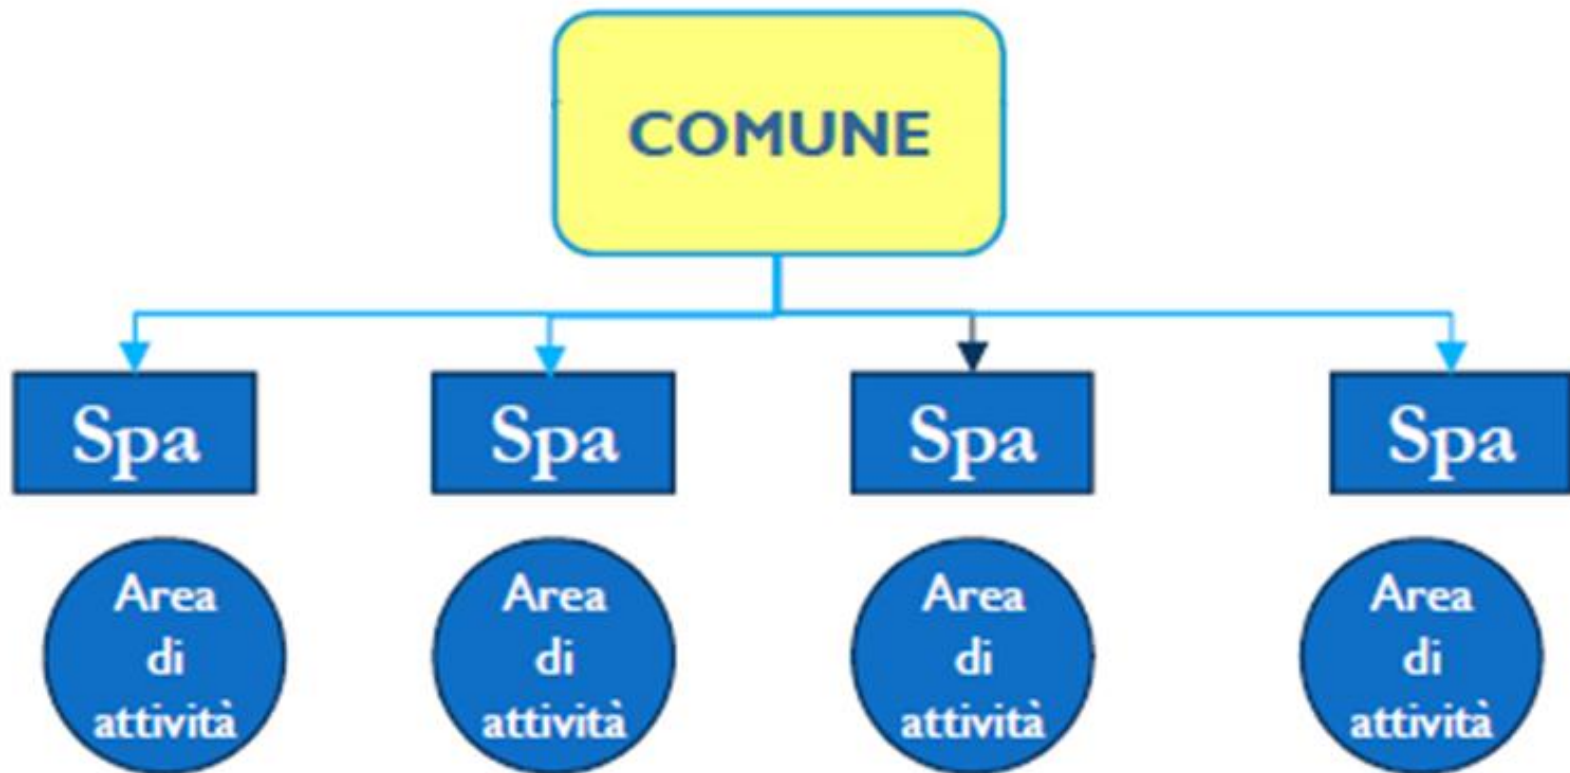 COMUNE
Spa
Spa
Spa
Spa
Area
di
attività
Area
di
attività
Area
di
attività
Area
di
attività